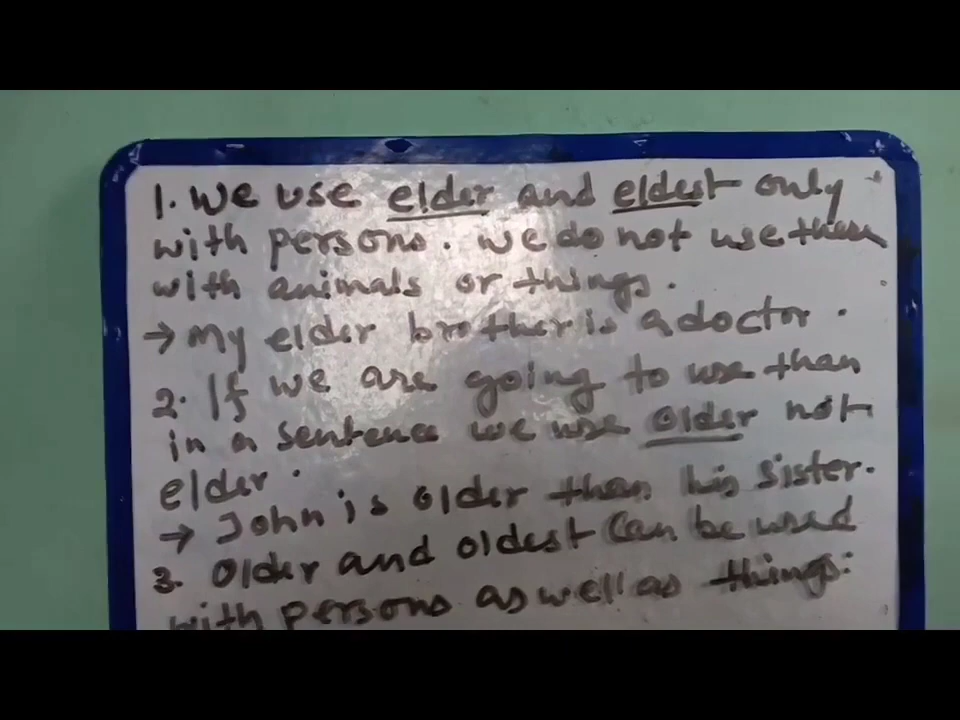 1. We use elder and eldest only
with persons. we do not use them
with animals or things.
→ My elder brother is a doctor.
2. If we are going to use than
in a sentence we use older not
elder.
→ John is older than his sister.
3. Older and oldest can be used
with persons as well as things.